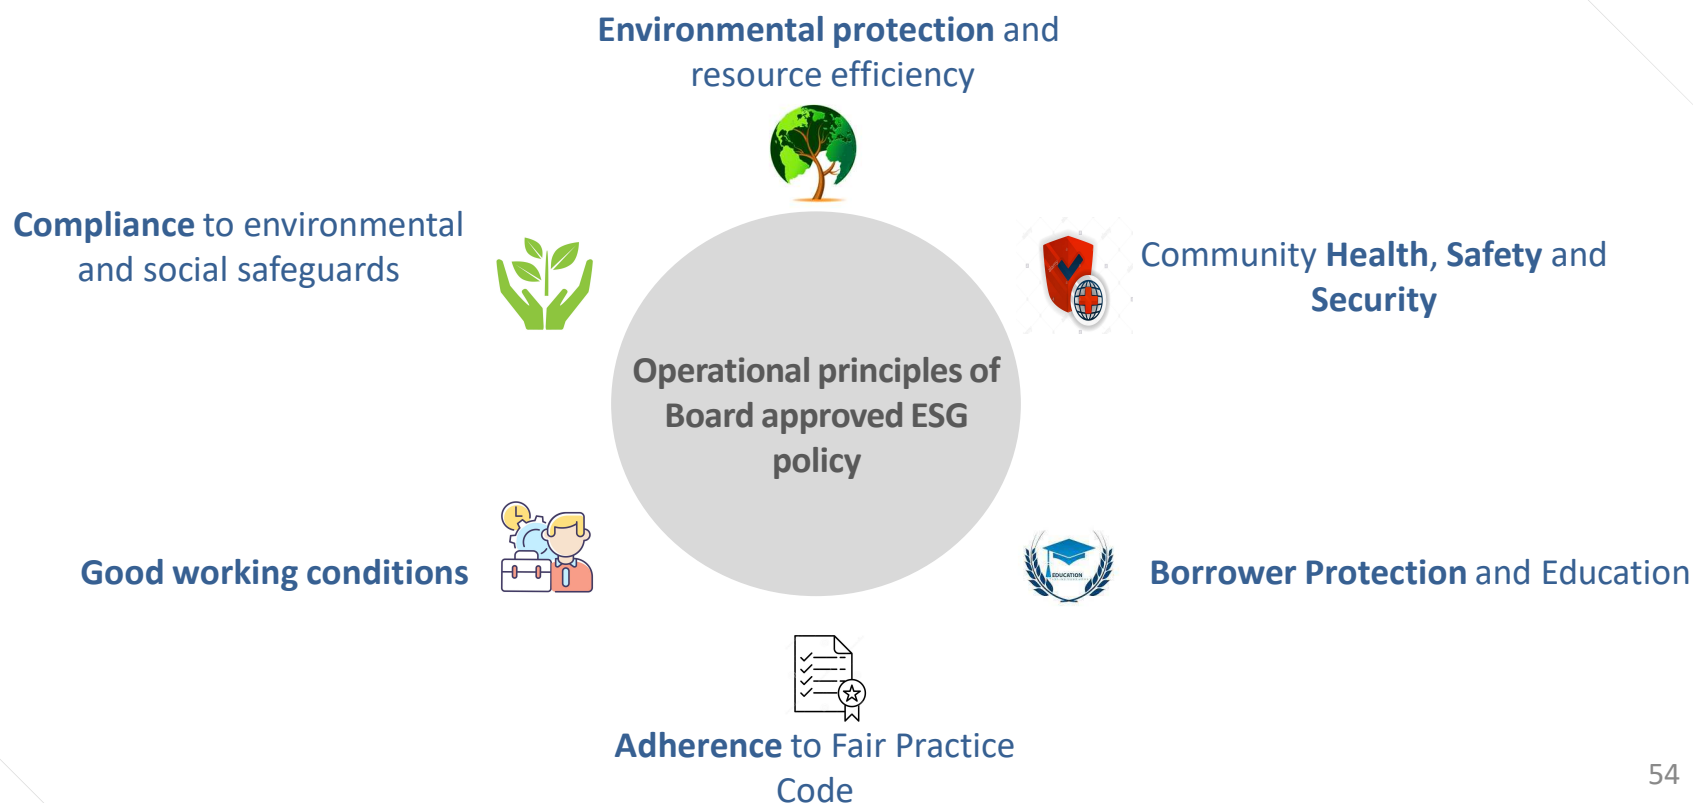 Environmental protection and
resource efficiency
Compliance to environmental
and social safeguards
Community Health, Safety and
Security
Operational principles of
Board approved ESG
policy
Good working conditions
EDUCATION
Borrower Protection and Education
Adherence to Fair Practice
Code
54